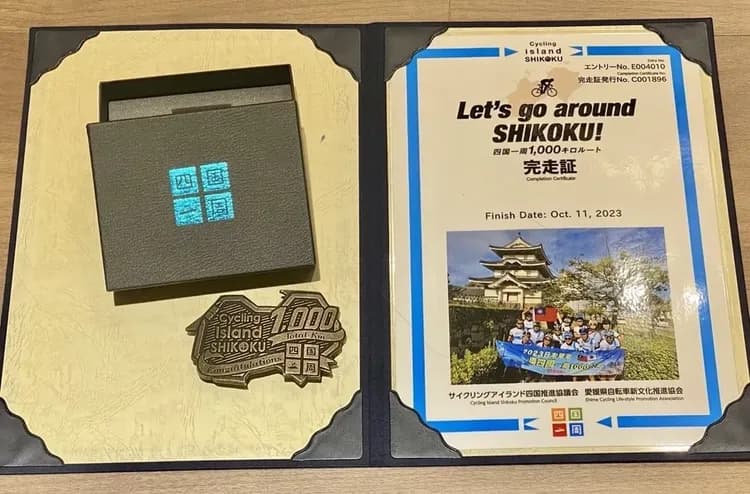 四国
一周
Cycling
island
SHIKOKU
1,000
Total Km
Congratulations
四国
一周
Cycling
island
SHIKOKU
Entry No.
エントリーNo. E004010
Completion Certificate No.
完走証発行No. C001896
Let's go around
SHIKOKU!
四国一周1,000キロルート
完走証
Completion Certificate
Finish Date: Oct. 11, 2023
サイクリングアイランド四国推進協議会
Cycling Island Shikoku Promotion Council
愛媛県自転車新文化推進協会
Ehime Cycling Life-style Promotion Association
四国
一周